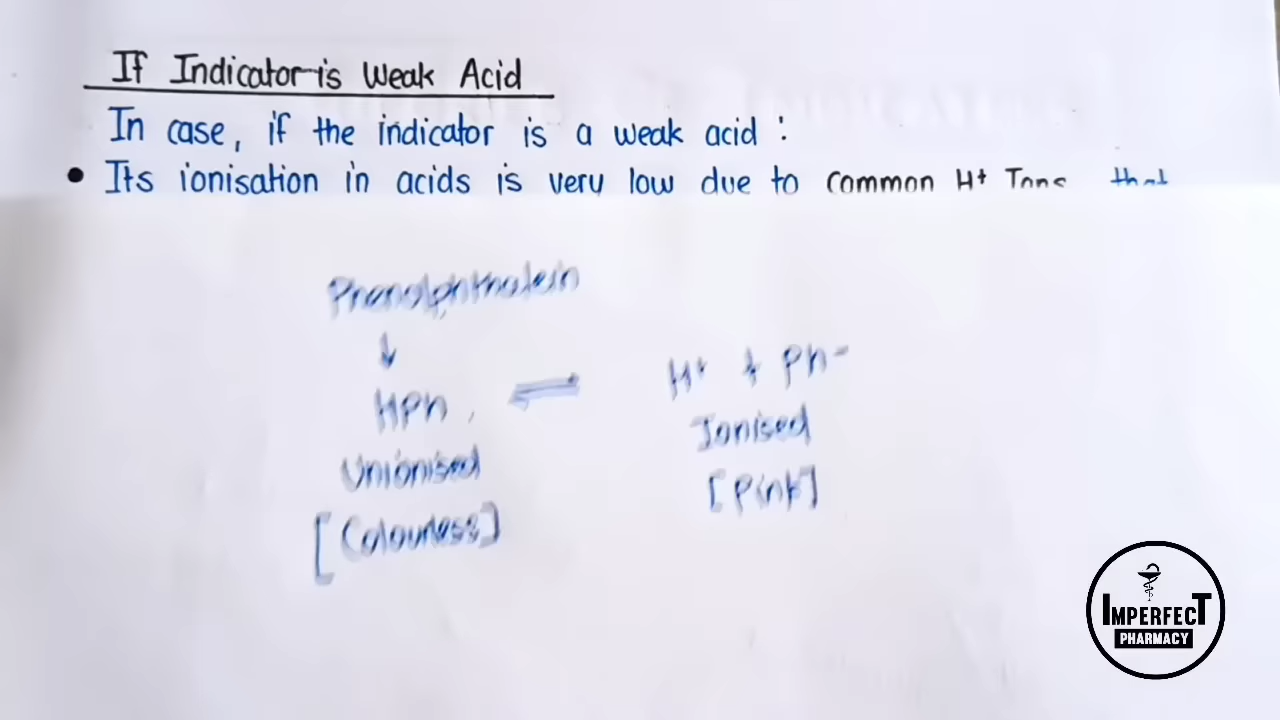 If Indicator is Weak Acid
In case, if the indicator is a weak acid :
• Its ionisation in acids is very low due to common H+ Ions that
Phenolphthalein
↓
HPh ⇌ H+ + Ph-
Unionised Ionised
[Colourless] [Pink]
IMPERFECT
PHARMACY